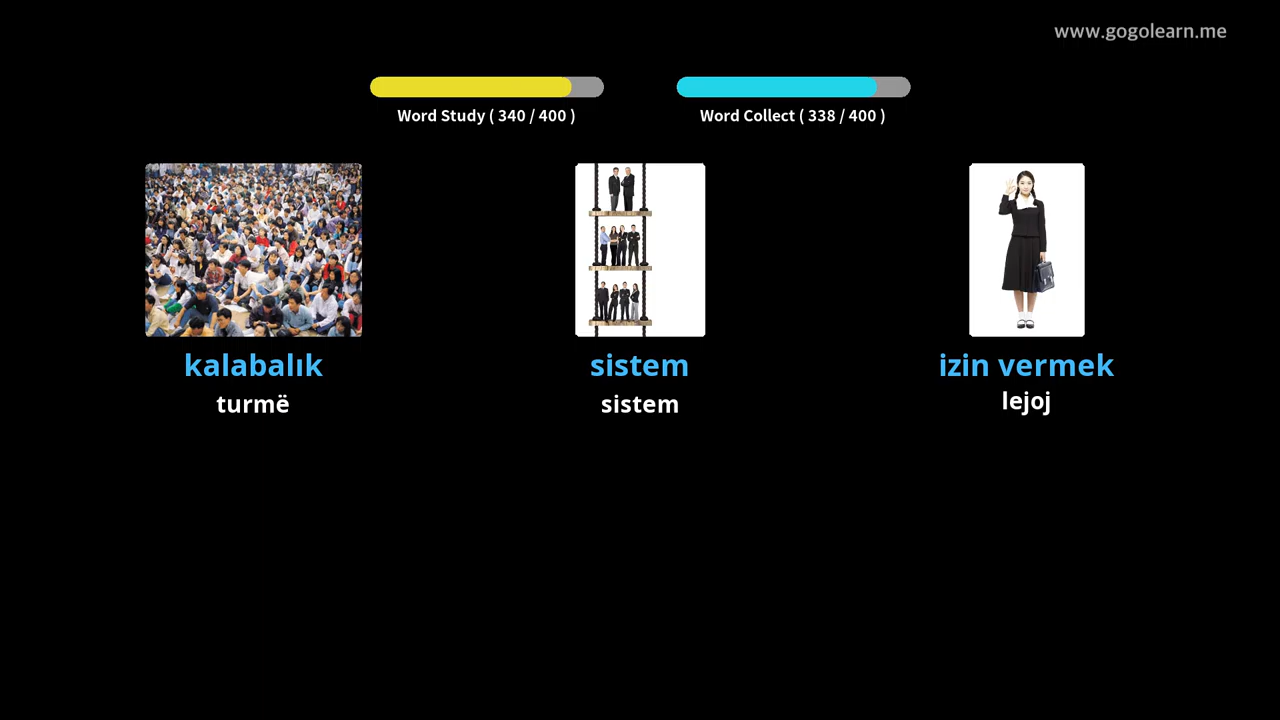 www.gogolearn.me
Word Study ( 340 / 400 )
Word Collect ( 338 / 400 )
kalabalık
turmë
sistem
sistem
izin vermek
lejoj